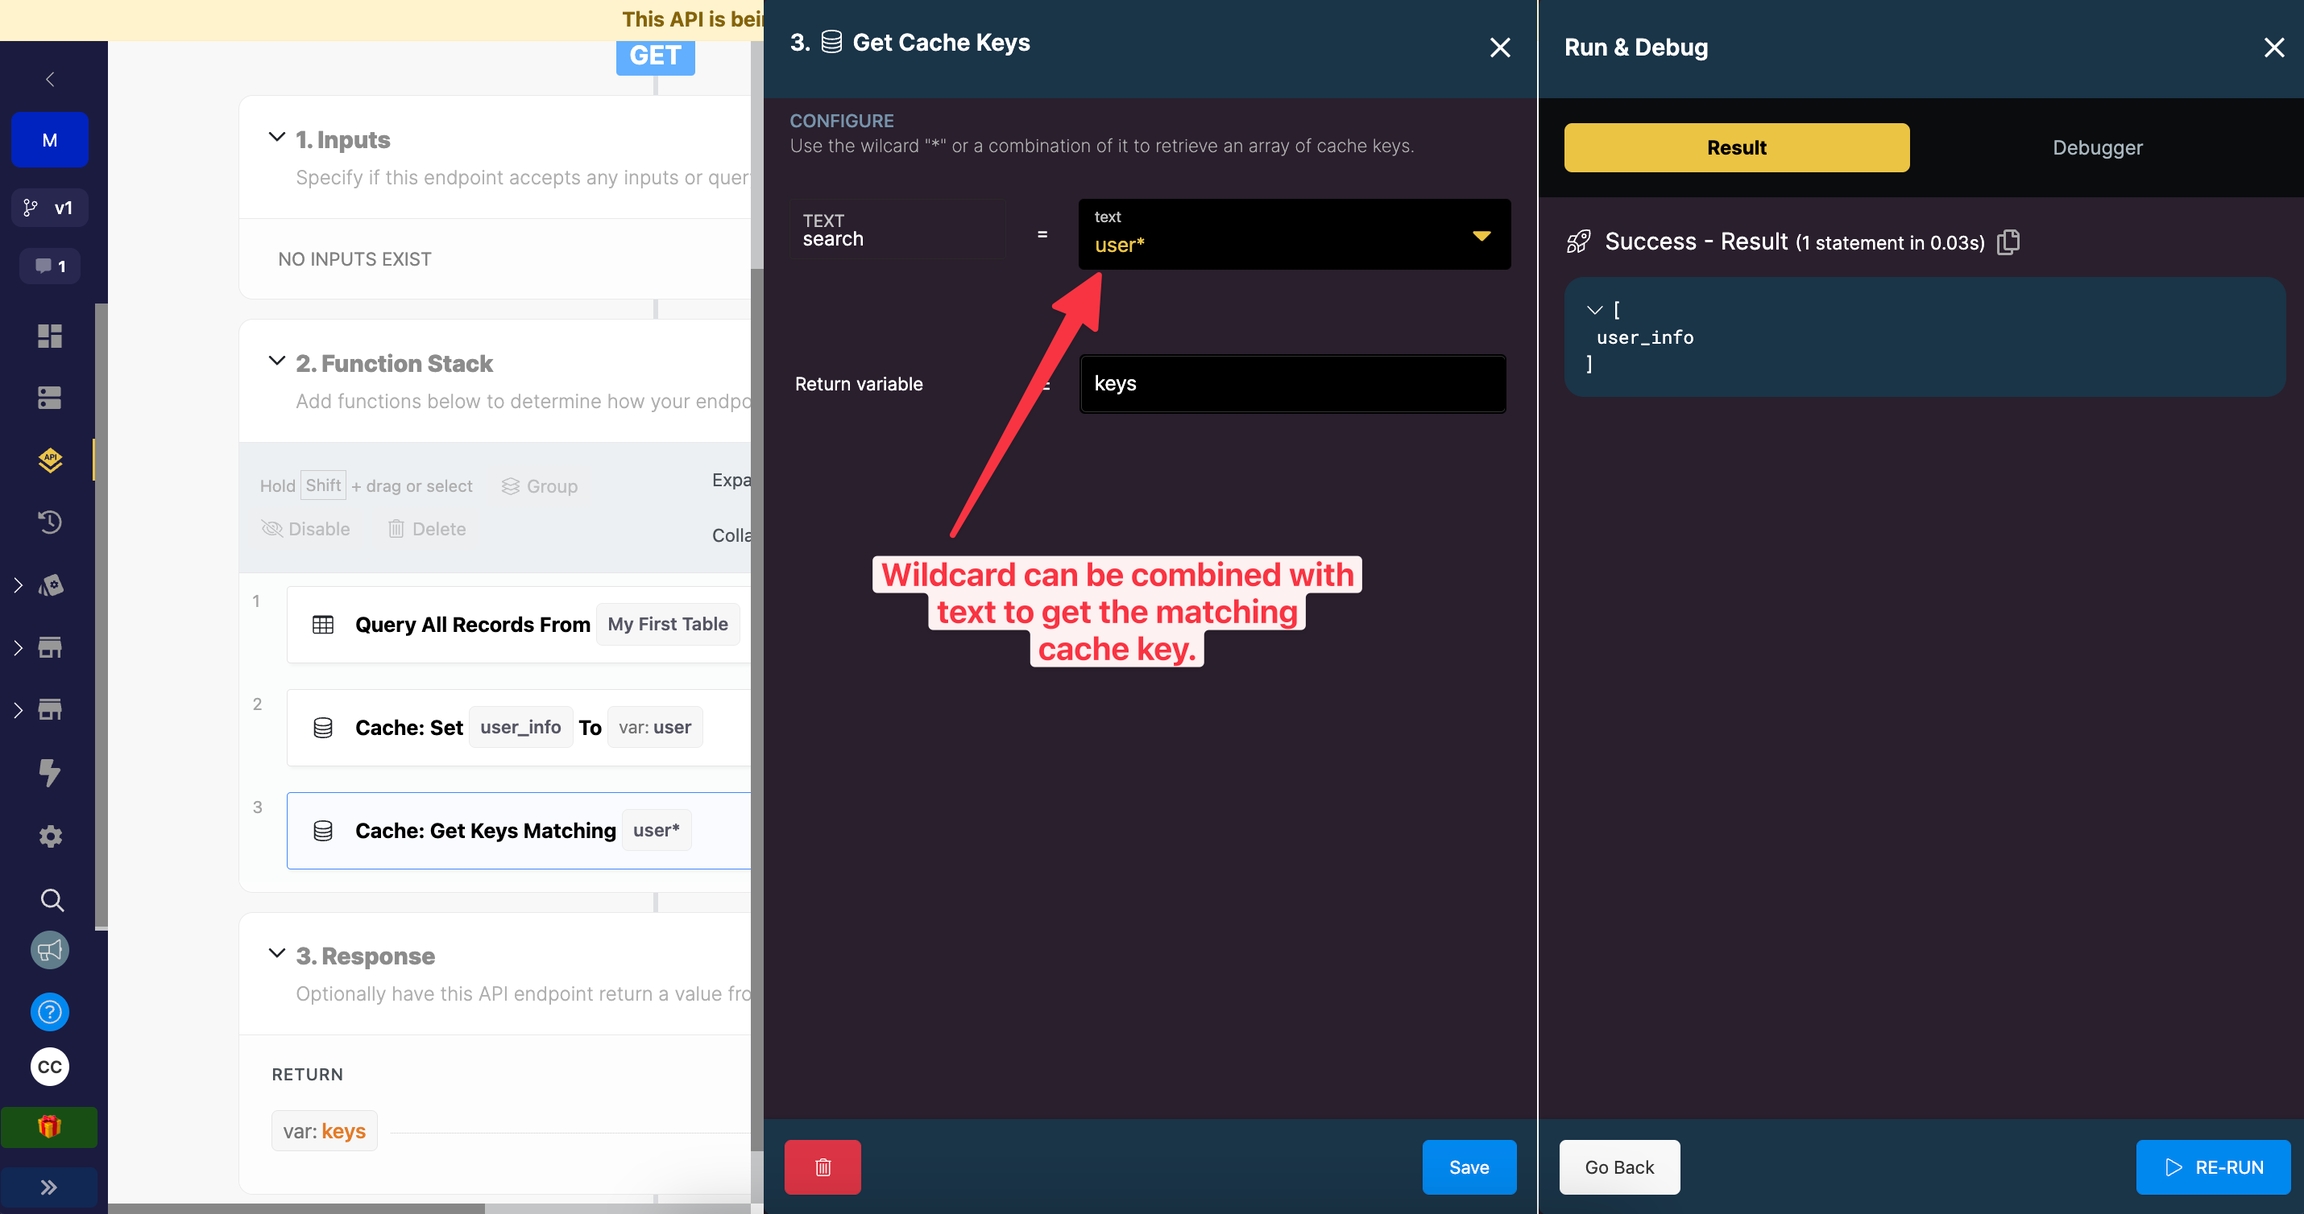 This API is bei
GET
M
v1
1
API
CC
1. Inputs
Specify if this endpoint accepts any inputs or quer
NO INPUTS EXIST
2. Function Stack
Add functions below to determine how your endpo
Hold Shift + drag or select
Group
Expa
Disable
Delete
Colla
1
Query All Records From My First Table
2
Cache: Set user_info To var: user
3
Cache: Get Keys Matching user*
3. Response
Optionally have this API endpoint return a value fro
RETURN
var: keys
3. Get Cache Keys
CONFIGURE
Use the wilcard "*" or a combination of it to retrieve an array of cache keys.
TEXT
search
=
text
user*
Return variable
=
keys
Wildcard can be combined with
text to get the matching
cache key.
Save
Run & Debug
Result
Debugger
Success - Result (1 statement in 0.03s)
[
user_info
]
Go Back
RE-RUN